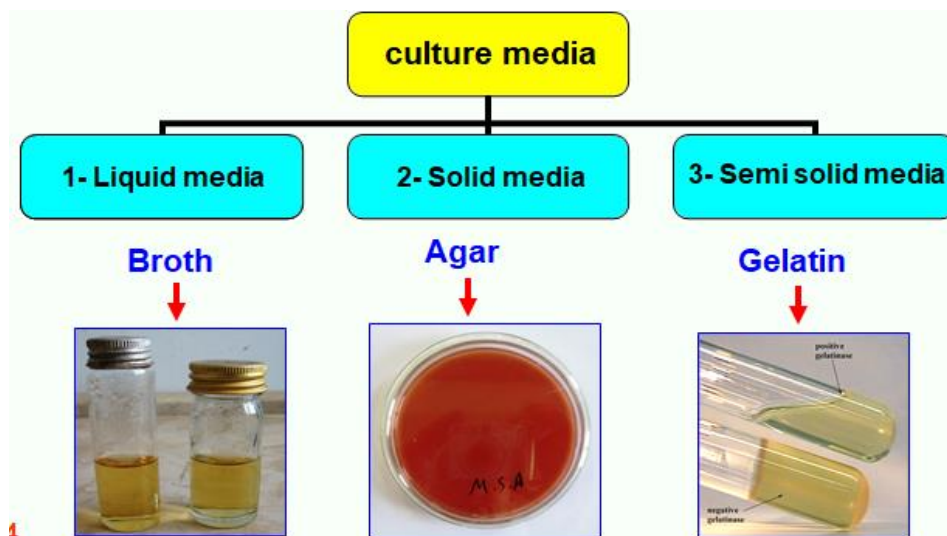 culture media
1- Liquid media
2- Solid media
3- Semi solid media
Broth
Agar
Gelatin
M.S.A
positive
gelatinase
negative
gelatinase